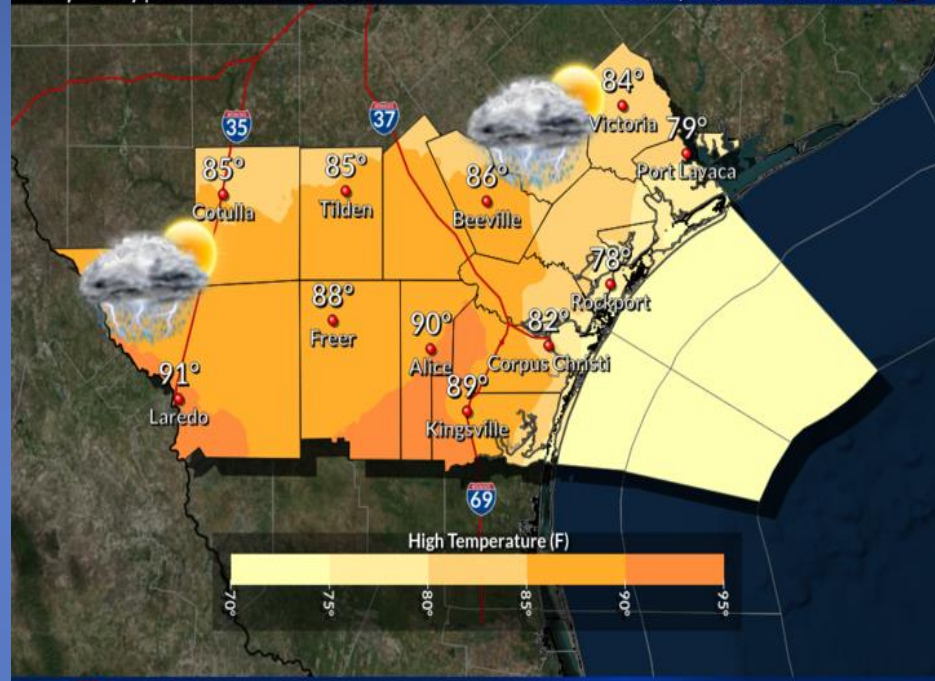 35
37
84°
Victoria
79°
Port Lavaca
85°
Cotulla
85°
Tilden
86°
Beeville
78°
Rockport
88°
Freer
90°
Alice
82°
Corpus Christi
91°
Laredo
89°
Kingsville
69
High Temperature (F)
70°
75°
80°
85°
90°
95°